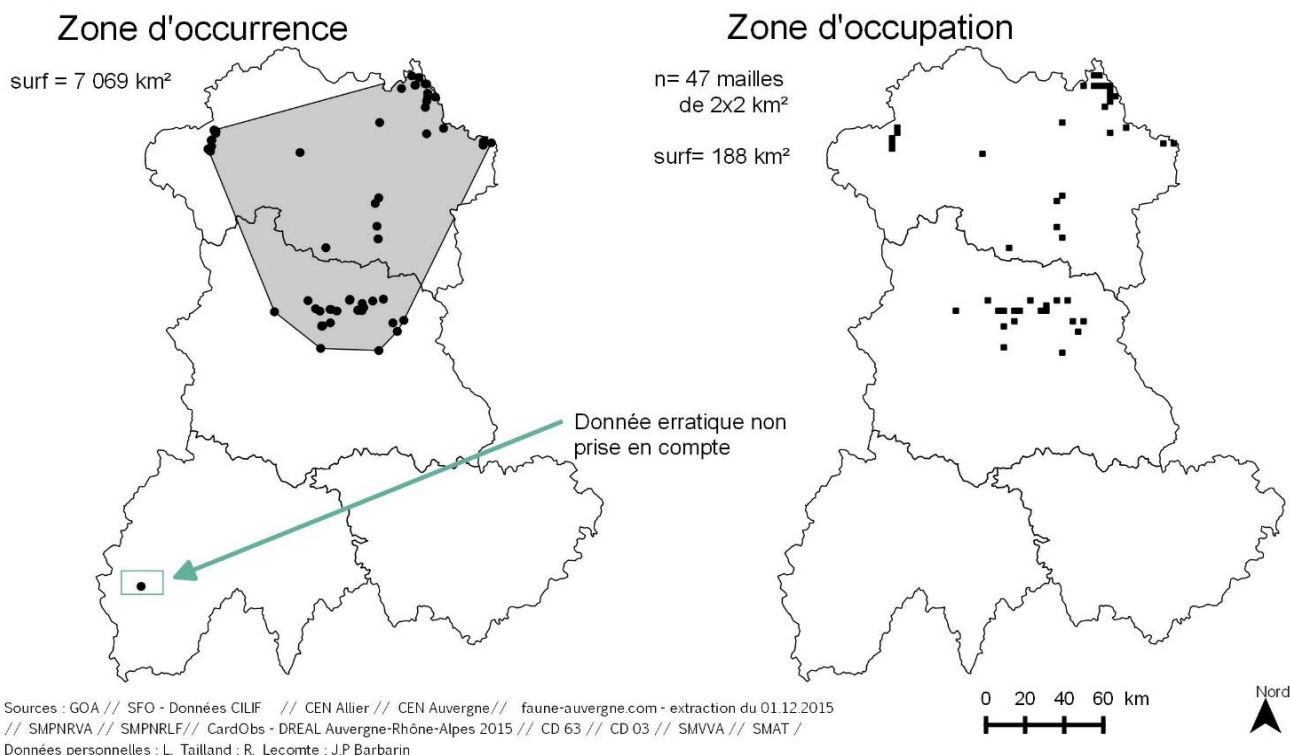 Zone d'occurrence
surf = 7 069 km²
Zone d'occupation
n= 47 mailles
de 2x2 km²
surf= 188 km²
Donnée erratique non
prise en compte
Sources : GOA // SFO - Données CILIF // CEN Allier // CEN Auvergne// faune-auvergne.com - extraction du 01.12.2015
// SMPNRVA // SMPNRLF// CardObs - DREAL Auvergne-Rhône-Alpes 2015 // CD 63 // CD 03 // SMVVA // SMAT /
Données personnelles : L. Tailland ; R. Lecomte ; J.P Barbarin
0 20 40 60 km
Nord